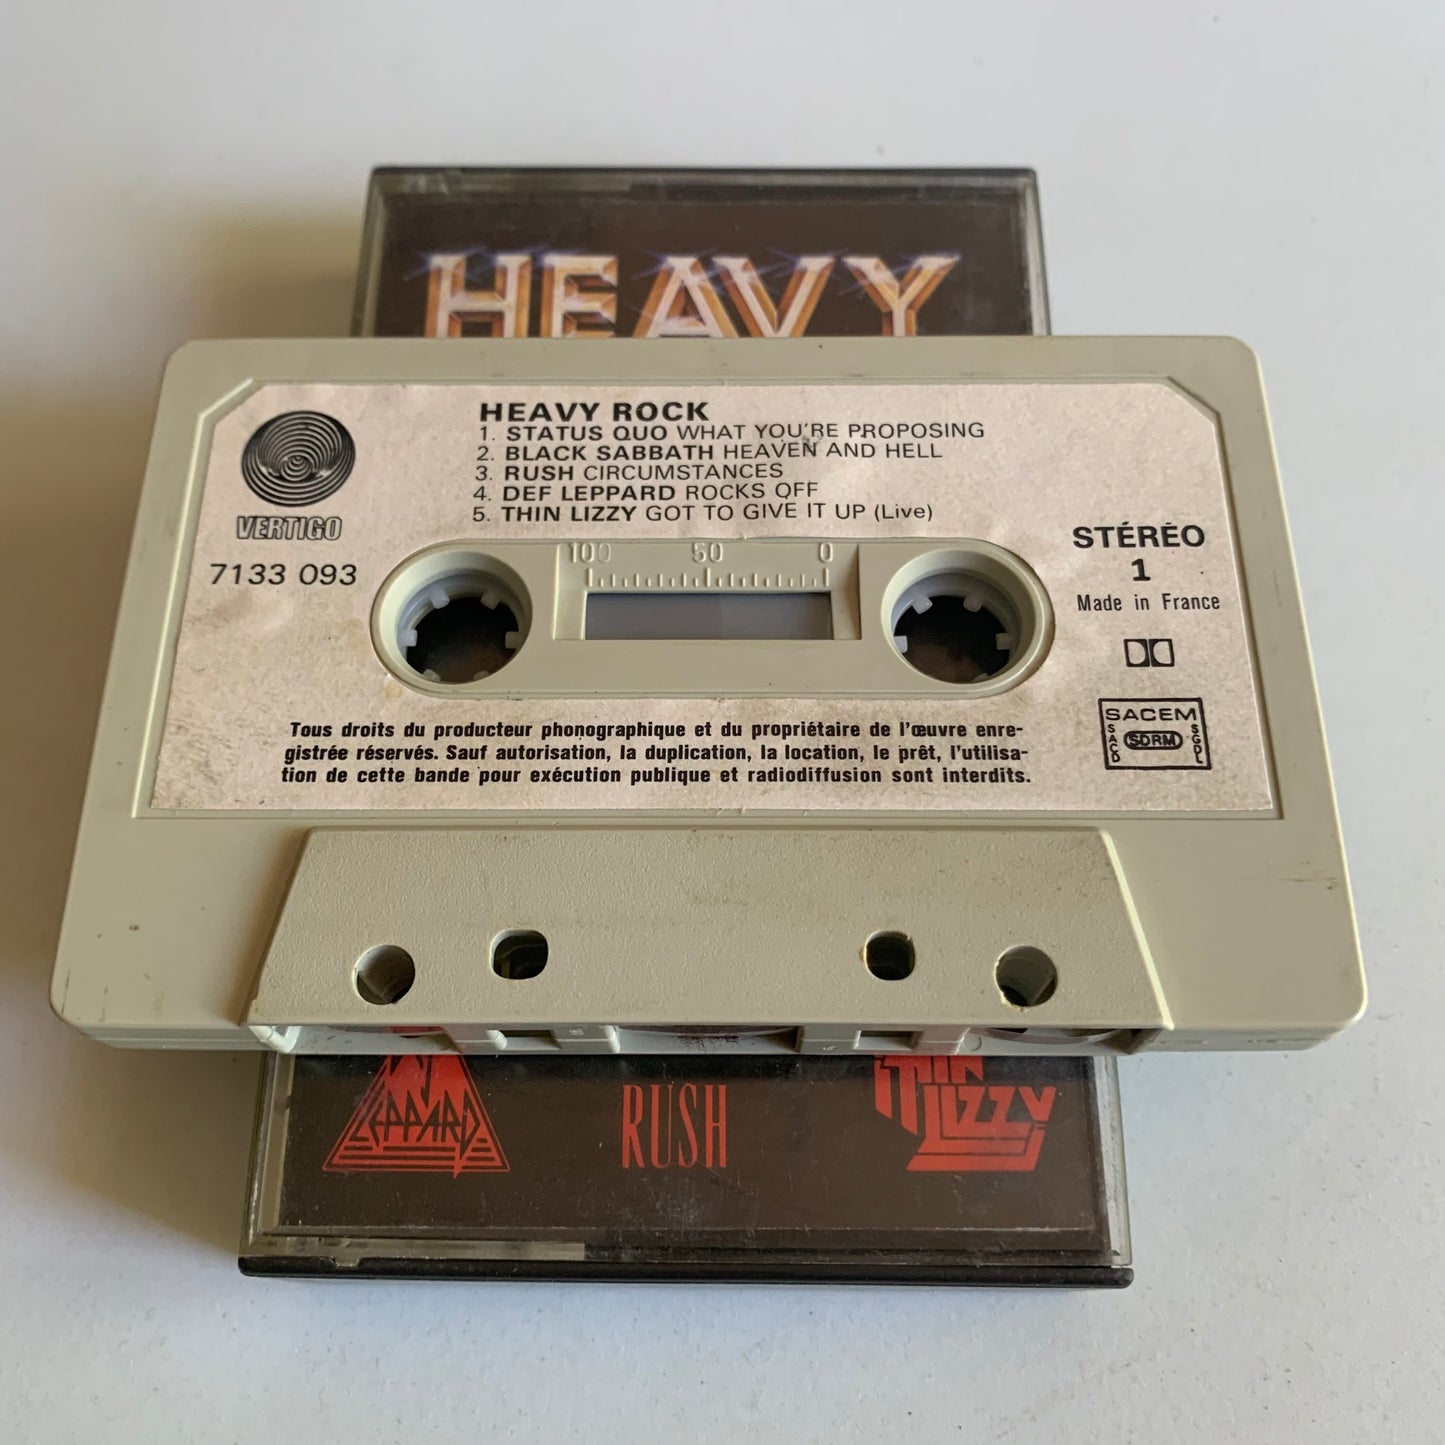 HEAVY
HEAVY ROCK
1. STATUS QUO WHAT YOU'RE PROPOSING
2. BLACK SABBATH HEAVEN AND HELL
3. RUSH CIRCUMSTANCES
4. DEF LEPPARD ROCKS OFF
5. THIN LIZZY GOT TO GIVE IT UP (Live)
VERTIGO
7133 093
100 50 0
STÉRÉO
1
Made in France
SACEM
SACD SDRM SGDL
Tous droits du producteur phonographique et du propriétaire de l'œuvre enre-
gistrée réservés. Sauf autorisation, la duplication, la location, le prêt, l'utilisa-
tion de cette bande pour exécution publique et radiodiffusion sont interdits.
LEPPARD
RUSH
THIN
LIZZY